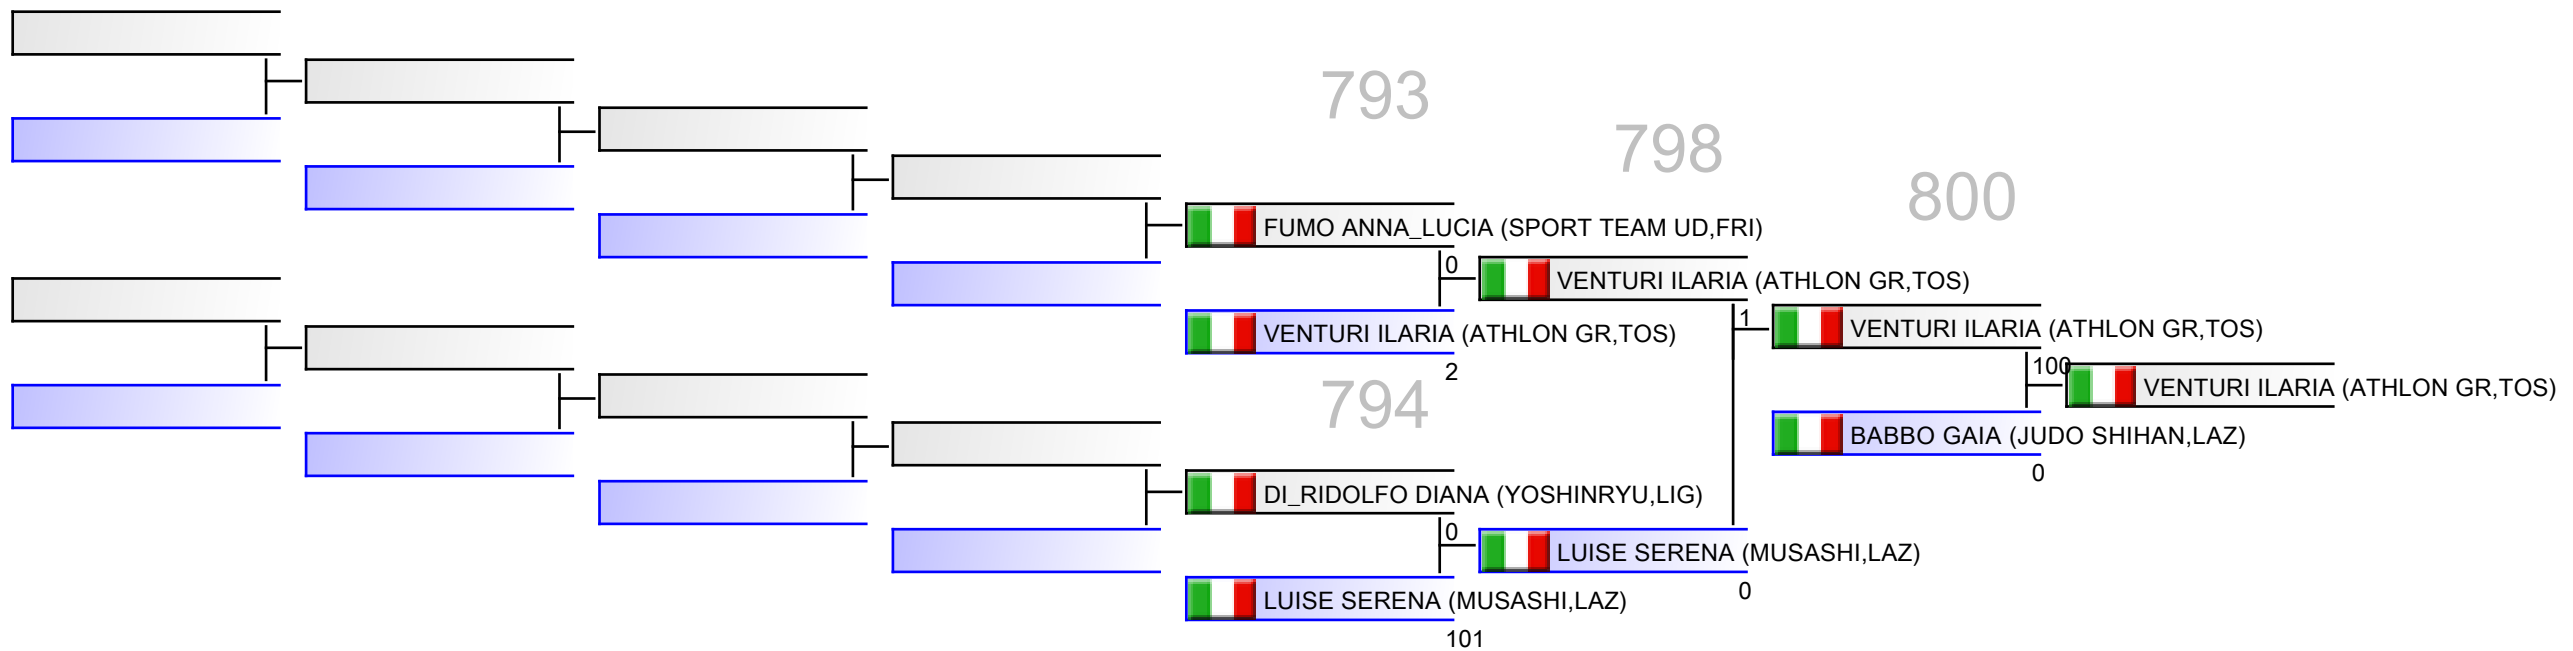 793
798
800
FUMO ANNA_LUCIA (SPORT TEAM UD,FRI)
0
VENTURI ILARIA (ATHLON GR,TOS)
VENTURI ILARIA (ATHLON GR,TOS)
2
1
VENTURI ILARIA (ATHLON GR,TOS)
100
VENTURI ILARIA (ATHLON GR,TOS)
794
BABBO GAIA (JUDO SHIHAN,LAZ)
0
DI_RIDOLFO DIANA (YOSHINRYU,LIG)
0
LUISE SERENA (MUSASHI,LAZ)
0
LUISE SERENA (MUSASHI,LAZ)
101